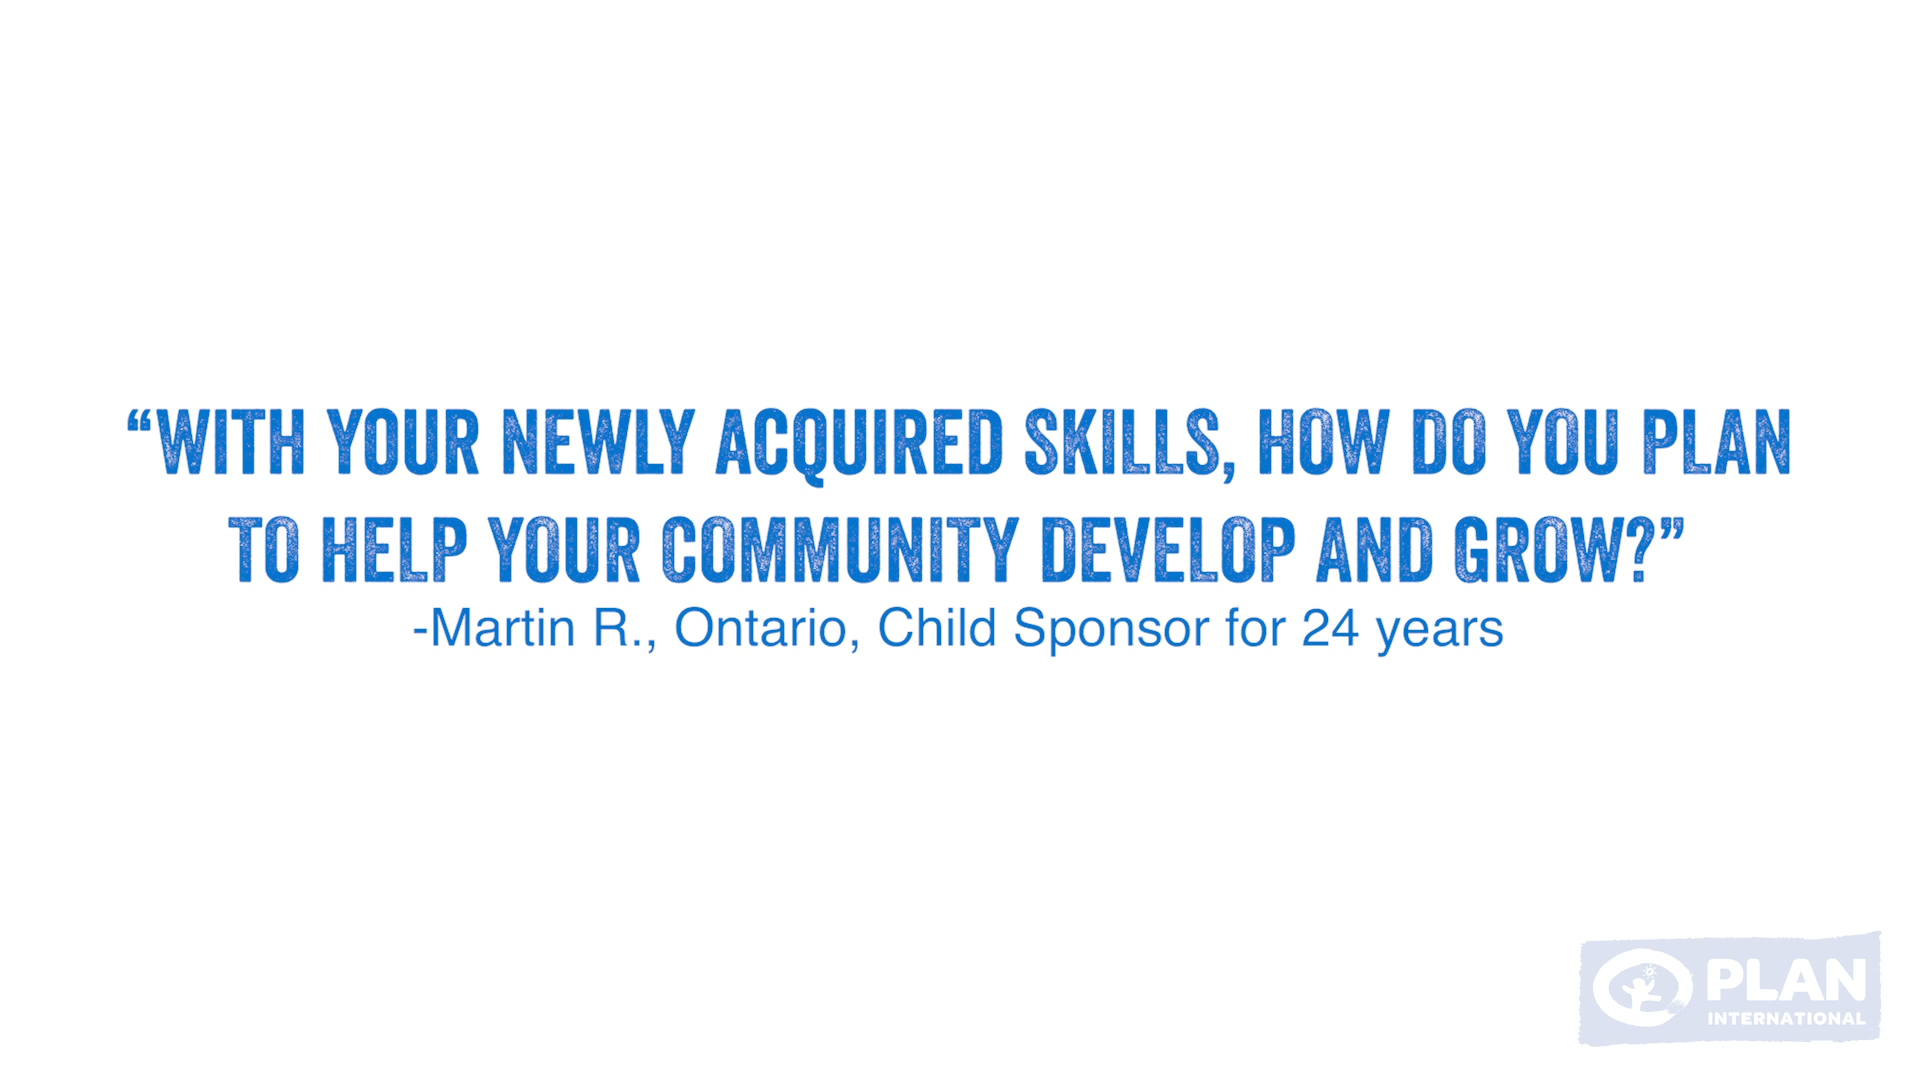 “WITH YOUR NEWLY ACQUIRED SKILLS, HOW DO YOU PLAN
TO HELP YOUR COMMUNITY DEVELOP AND GROW?”
-Martin R., Ontario, Child Sponsor for 24 years
PLAN
INTERNATIONAL